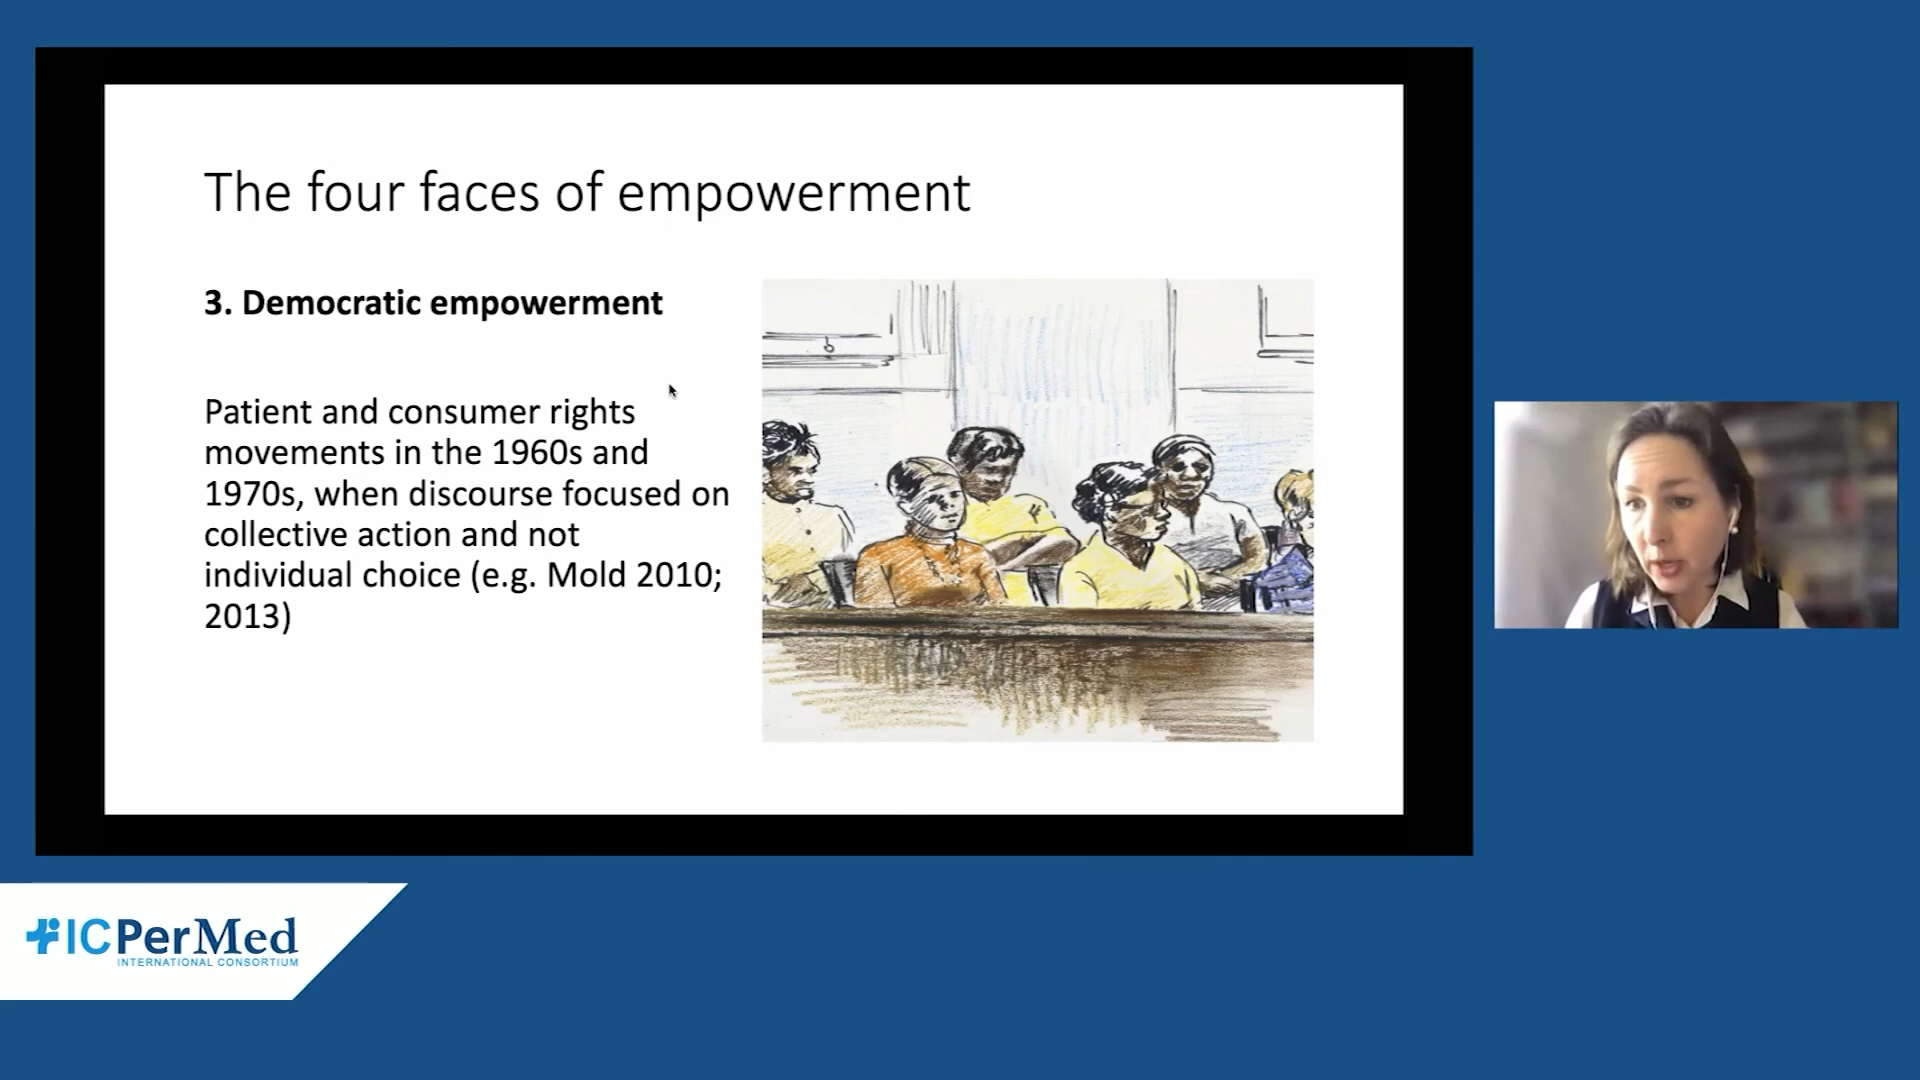 The four faces of empowerment
3. Democratic empowerment
Patient and consumer rights
movements in the 1960s and
1970s, when discourse focused on
collective action and not
individual choice (e.g. Mold 2010;
2013)
ICPerMed
INTERNATIONAL CONSORTIUM